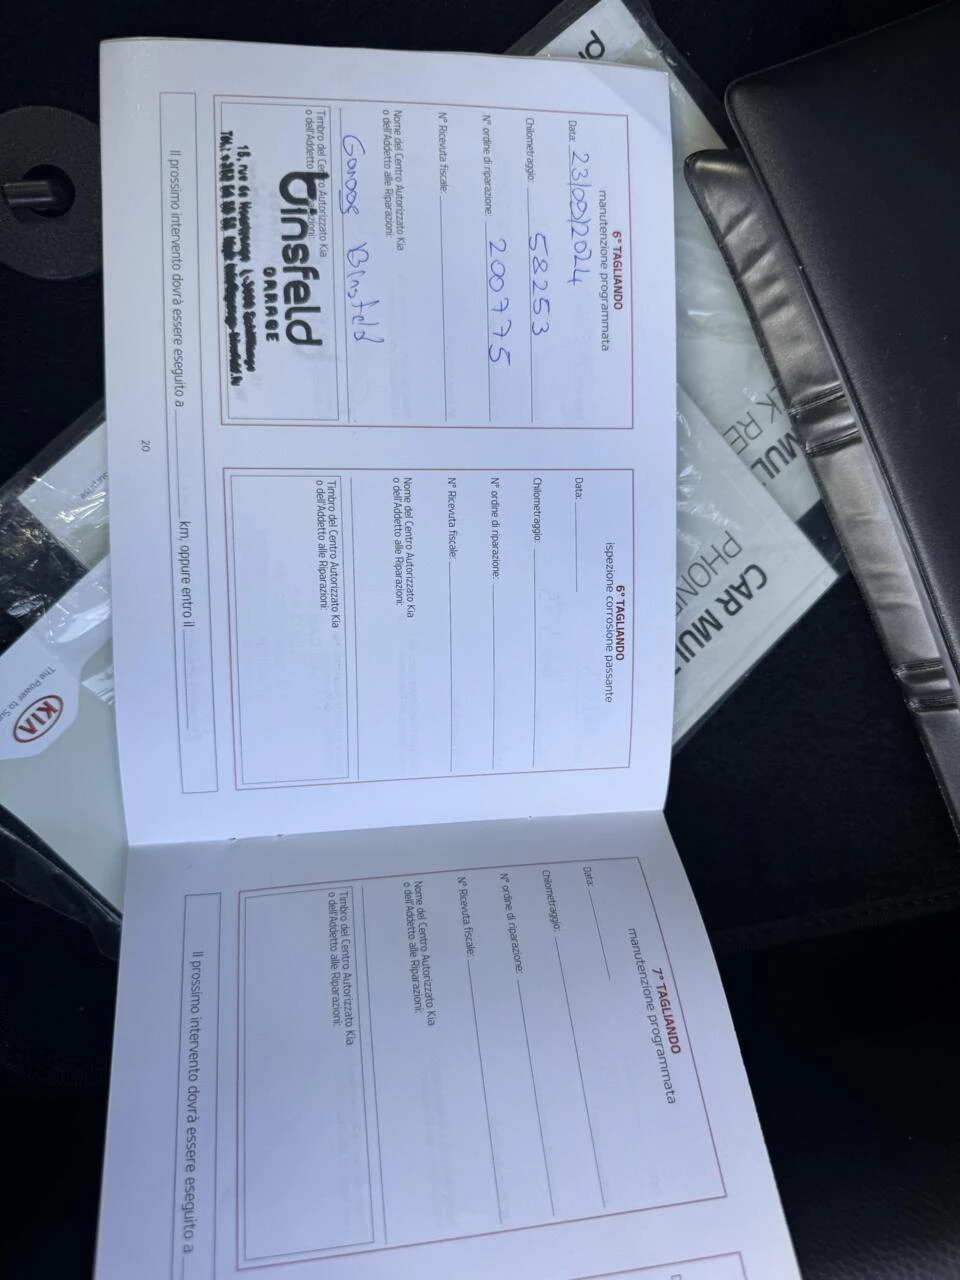 6° TAGLIANDO
manutenzione programmata
Data: 23/00/2024
Chilometraggio: 58253
N° ordine di riparazione: 200775
N° Ricevuta fiscale:
Nome del Centro Autorizzato Kia
o dell'Addetto alle Riparazioni:
Binsfeld
Timbro del Centro Autorizzato Kia
o dell'Addetto alle Riparazioni:
binsfeld
GARAGE
Il prossimo intervento dovrà essere eseguito a km, oppure entro il
20
6° TAGLIANDO
ispezione corrosione passante
Data:
Chilometraggio:
N° ordine di riparazione:
N° Ricevuta fiscale:
Nome del Centro Autorizzato Kia
o dell'Addetto alle Riparazioni:
Timbro del Centro Autorizzato Kia
o dell'Addetto alle Riparazioni:
7° TAGLIANDO
manutenzione programmata
Data:
Chilometraggio:
N° ordine di riparazione:
N° Ricevuta fiscale:
Nome del Centro Autorizzato Kia
o dell'Addetto alle Riparazioni:
Timbro del Centro Autorizzato Kia
o dell'Addetto alle Riparazioni:
Il prossimo intervento dovrà essere eseguito a
CAR MUL
PHON
KIA
The Power to Su